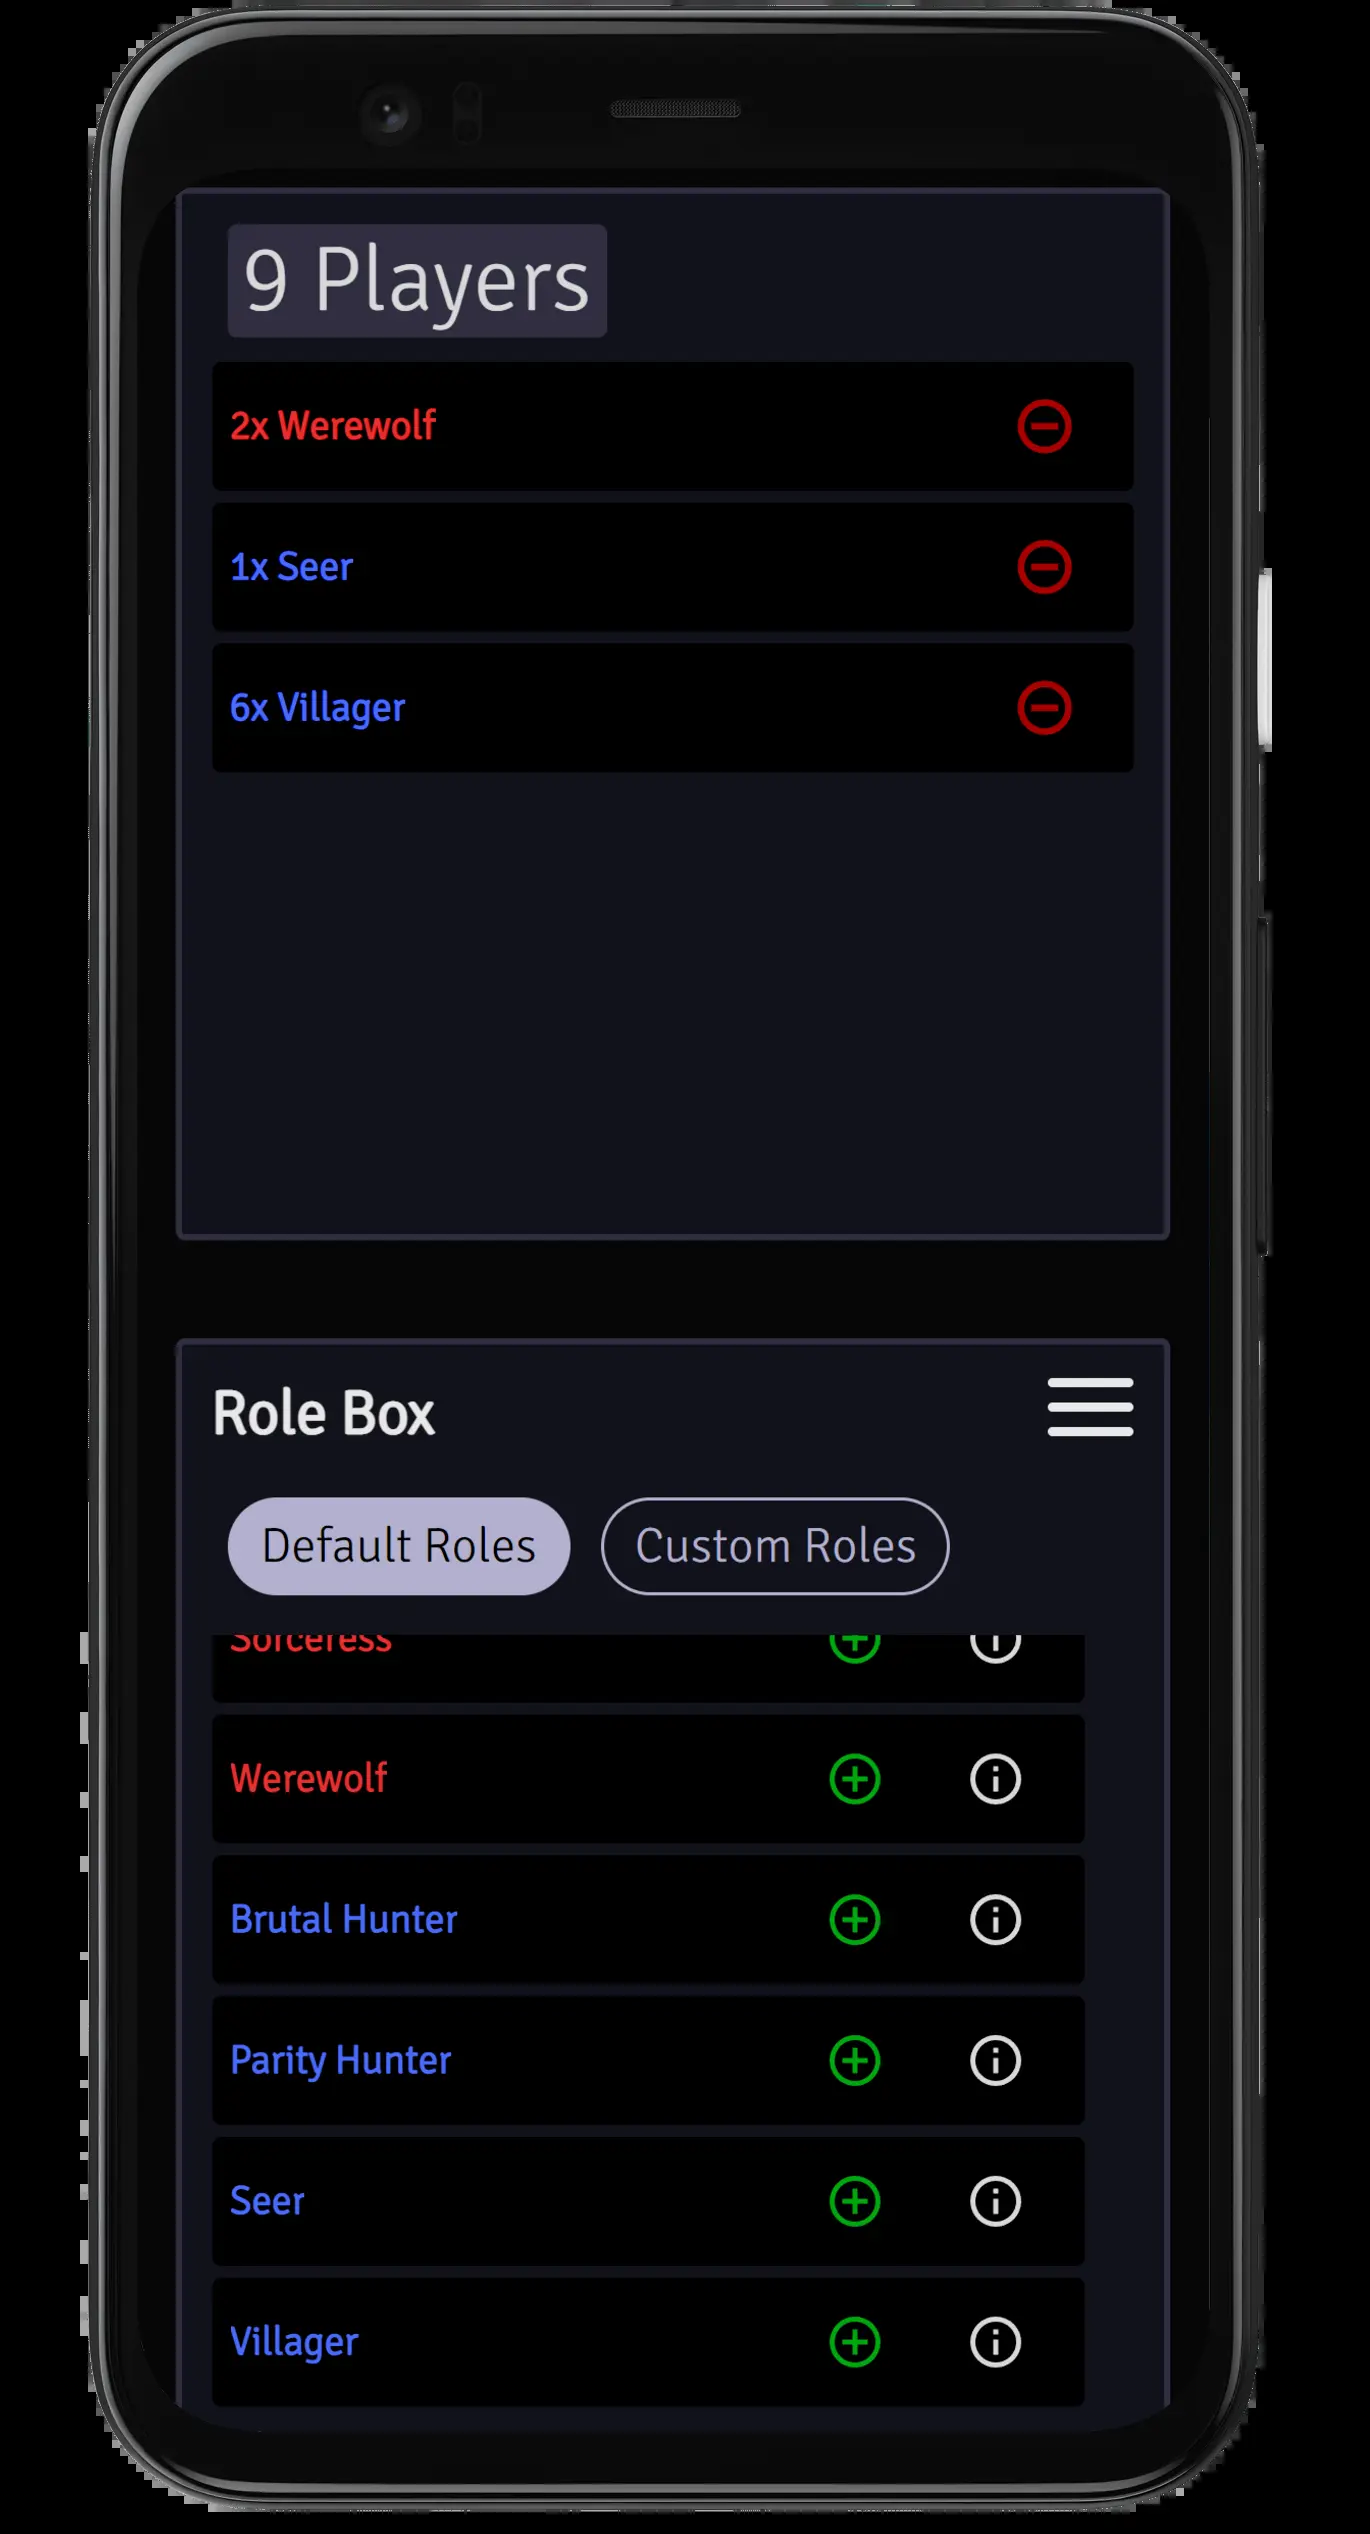 9 Players
2x Werewolf
1x Seer
6x Villager
Role Box
Default Roles
Custom Roles
Sorceress
Werewolf
Brutal Hunter
Parity Hunter
Seer
Villager